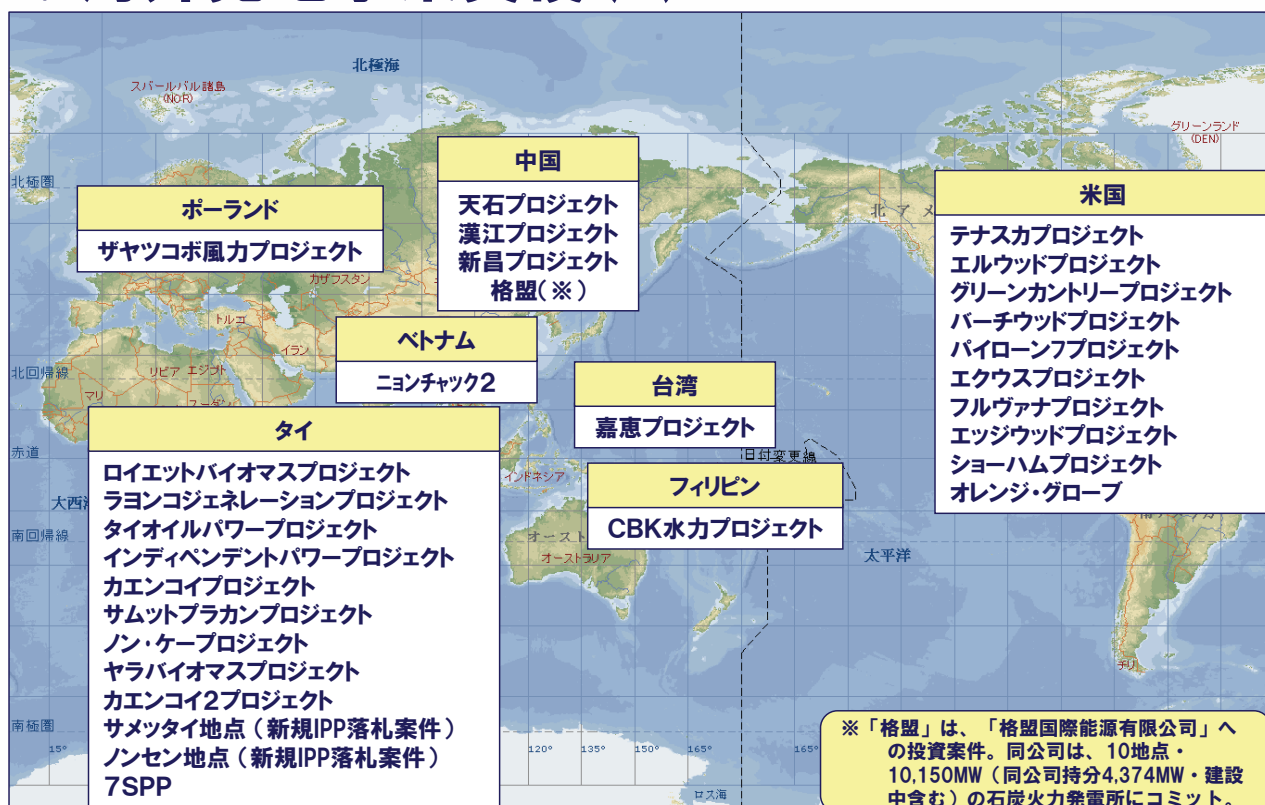 北極海
スバールバル諸島
(NOR)
グリーンランド
(DEN)
北極圏
中国
天石プロジェクト
漢江プロジェクト
新昌プロジェクト
格盟(※)
ポーランド
ザヤツコボ風力プロジェクト
米国
テナスカプロジェクト
エルウッドプロジェクト
グリーンカントリープロジェクト
バーチウッドプロジェクト
パイローン7プロジェクト
エクウスプロジェクト
フルヴァナプロジェクト
エッジウッドプロジェクト
ショーハムプロジェクト
オレンジ・グローブ
北アメ
カザフスタン
トルコ
イラン
リビア エジプト
マリ
スーダン
北回帰線
ベトナム
ニョンチャック2
台湾
嘉恵プロジェクト
日付変更線
フィリピン
CBK水力プロジェクト
タイ
ロイエットバイオマスプロジェクト
ラヨンコジェネレーションプロジェクト
タイオイルパワープロジェクト
インディペンデントパワープロジェクト
カエンコイプロジェクト
サムットプラカンプロジェクト
ノン・ケープロジェクト
ヤラバイオマスプロジェクト
カエンコイ2プロジェクト
サメッタイ地点(新規IPP落札案件)
ノンセン地点(新規IPP落札案件)
7SPP
赤道
大西
南回帰線
インドネシア
オースト
オーストラリア
太平洋
チリ
南極圏
15°
120°
135°
150°
165°
165°
ロス海
※「格盟」は、「格盟国際能源有限公司」へ
の投資案件。同公司は、10地点・
10,150MW(同公司持分4,374MW・建設
中含む)の石炭火力発電所にコミット。